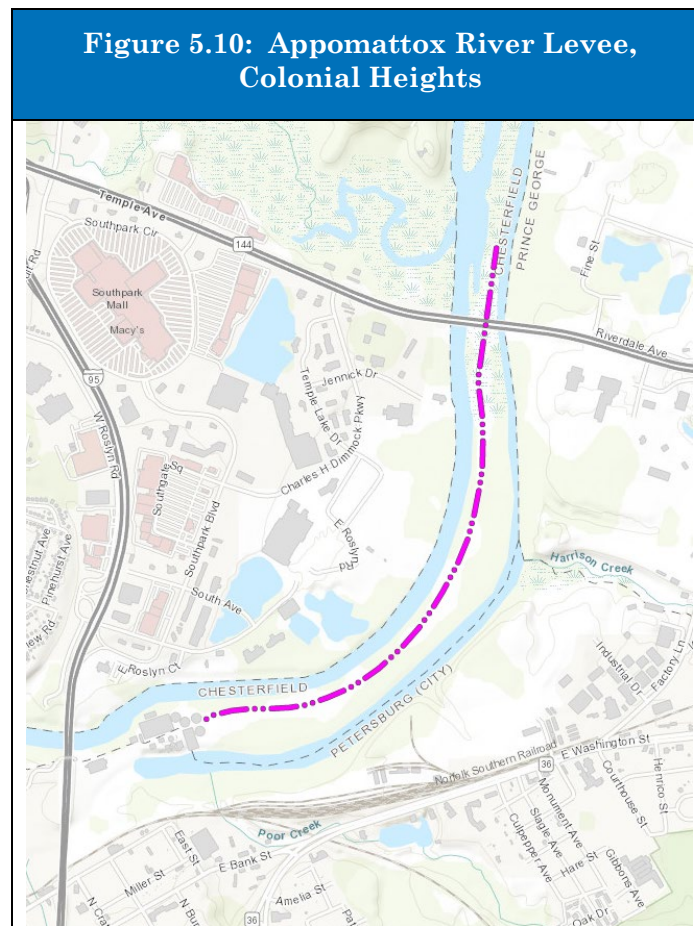 Figure 5.10: Appomattox River Levee,
Colonial Heights
Temple Ave
Southpark Cir
144
CHESTERFIELD
PRINCE GEORGE
Fine St
Southpark
Mall
Macy's
Riverdale Ave
95
W Roslyn Rd
Jennick Dr
Temple Lake Dr
Charles H Dimmock Pkwy
Southgate
Sq
Southpark Blvd
E Roslyn
Rd
Harrison Creek
Chestnut Ave
Pinehurst Ave
South Ave
E Roslyn Ct
CHESTERFIELD
PETERSBURG (CITY)
Industrial Dr
Factory Ln
Norfolk Southern Railroad
E Washington St
36
Henrico St
Courthouse St
Monument Ave
Slagle Ave
Culpepper Ave
Hare St
Gibbons Ave
Poor Creek
East St
E Bank St
Miller St
Amelia St
36
Oak Dr